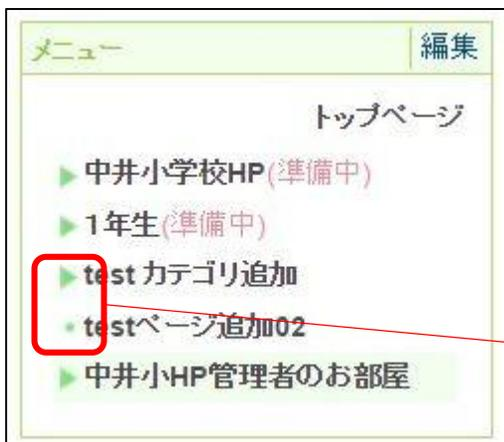 メニュー 編集
トップページ
中井小学校HP(準備中)
1年生(準備中)
test カテゴリ追加
testページ追加02
中井小HP管理者のお部屋